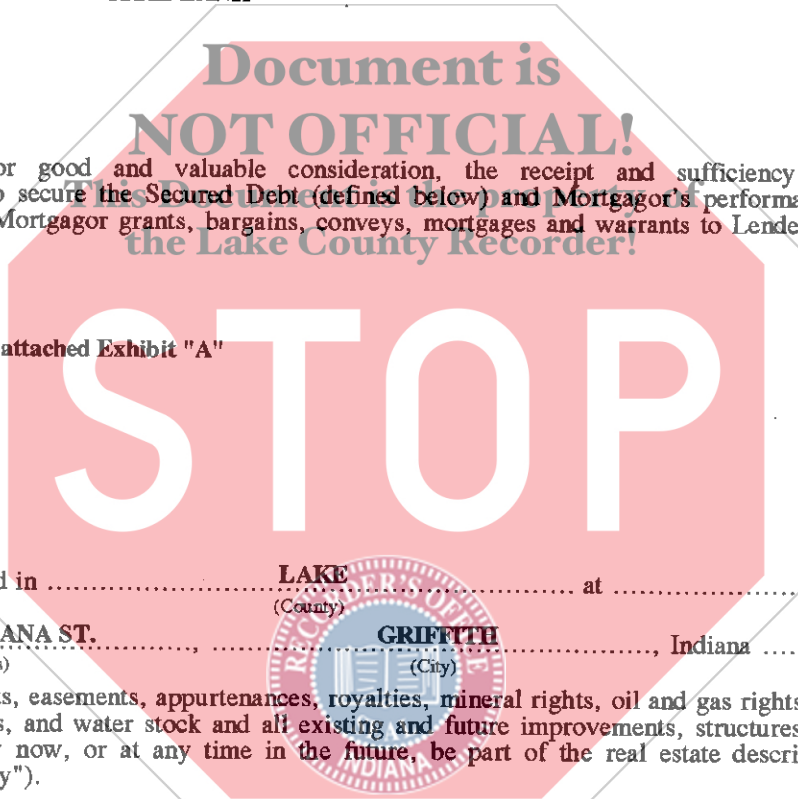 Document is
NOT OFFICIAL!
or good and valuable consideration, the receipt and sufficiency
secure the Secured Debt (defined below) and Mortgagor's performa
This Document is the property of
Mortgagor grants, bargains, conveys, mortgages and warrants to Lende
the Lake County Recorder!
attached Exhibit "A"
STOP
d in .......... LAKE .......... at ..........
(County)
ANA ST. .........., .......... GRIFFITH .........., Indiana ....
(City)
s, easements, appurtenances, royalties, mineral rights, oil and gas rights
s, and water stock and all existing and future improvements, structures
now, or at any time in the future, be part of the real estate descri
y").
RECORDER'S OFFICE
INDIANA